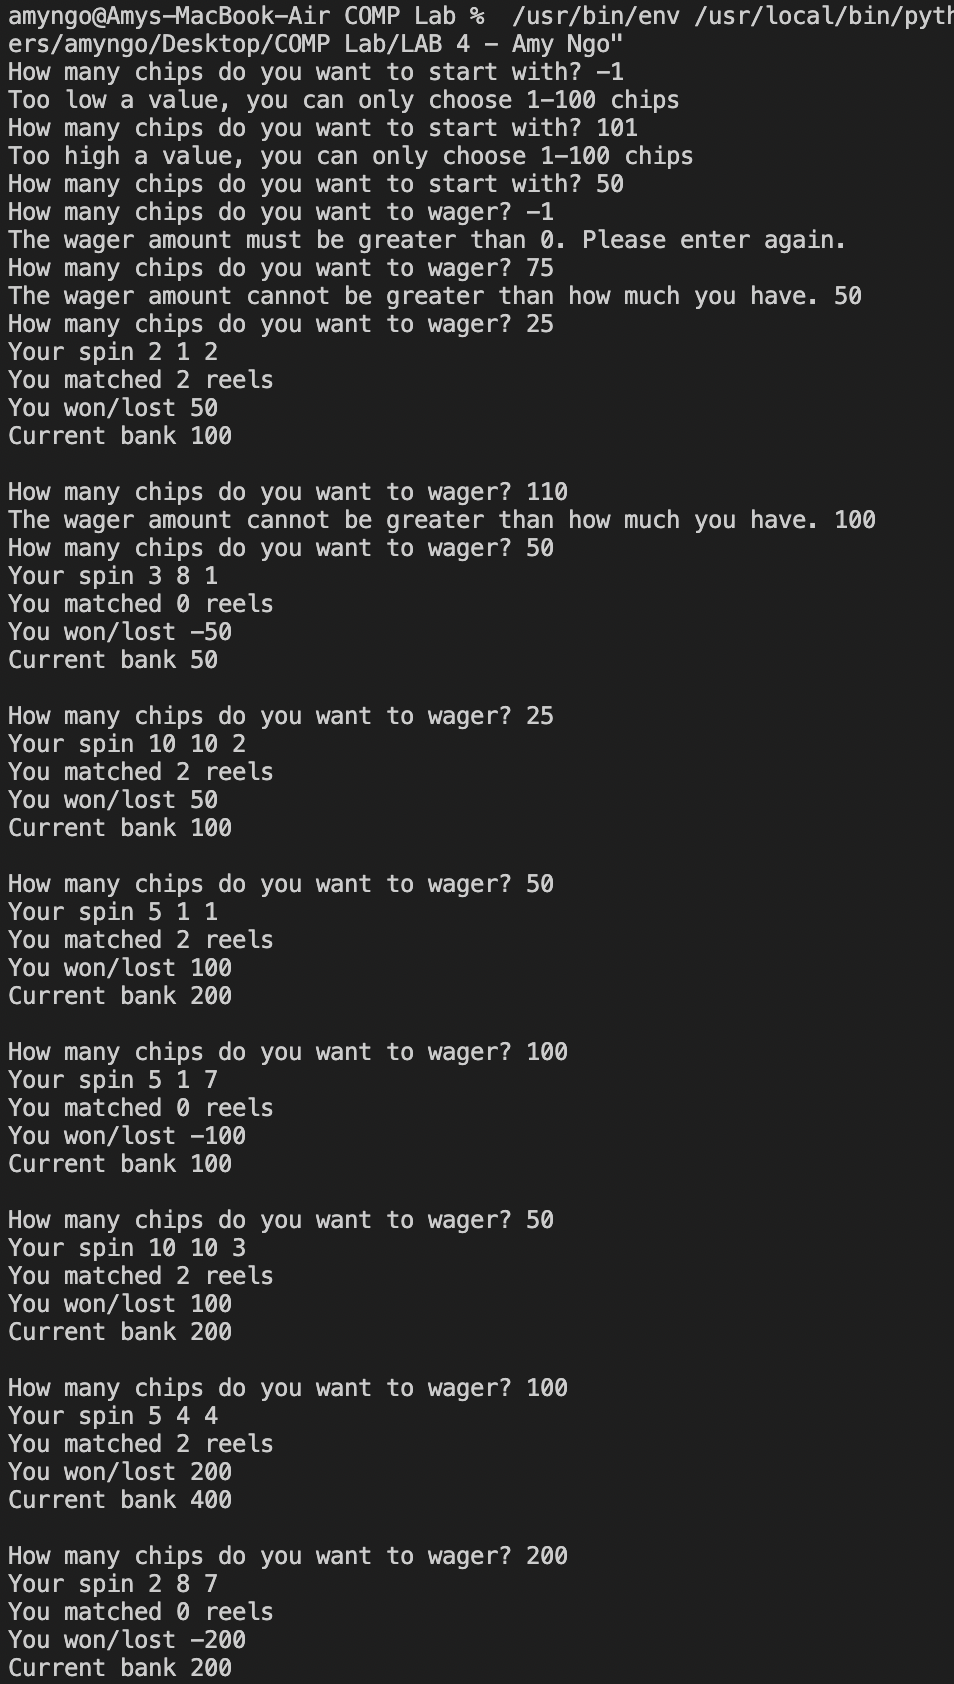 amyngo@Amys-MacBook-Air COMP Lab %  /usr/bin/env /usr/local/bin/pyth
ers/amyngo/Desktop/COMP Lab/LAB 4 - Amy Ngo"
How many chips do you want to start with? -1
Too low a value, you can only choose 1-100 chips
How many chips do you want to start with? 101
Too high a value, you can only choose 1-100 chips
How many chips do you want to start with? 50
How many chips do you want to wager? -1
The wager amount must be greater than 0. Please enter again.
How many chips do you want to wager? 75
The wager amount cannot be greater than how much you have. 50
How many chips do you want to wager? 25
Your spin 2 1 2
You matched 2 reels
You won/lost 50
Current bank 100

How many chips do you want to wager? 110
The wager amount cannot be greater than how much you have. 100
How many chips do you want to wager? 50
Your spin 3 8 1
You matched 0 reels
You won/lost -50
Current bank 50

How many chips do you want to wager? 25
Your spin 10 10 2
You matched 2 reels
You won/lost 50
Current bank 100

How many chips do you want to wager? 50
Your spin 5 1 1
You matched 2 reels
You won/lost 100
Current bank 200

How many chips do you want to wager? 100
Your spin 5 1 7
You matched 0 reels
You won/lost -100
Current bank 100

How many chips do you want to wager? 50
Your spin 10 10 3
You matched 2 reels
You won/lost 100
Current bank 200

How many chips do you want to wager? 100
Your spin 5 4 4
You matched 2 reels
You won/lost 200
Current bank 400

How many chips do you want to wager? 200
Your spin 2 8 7
You matched 0 reels
You won/lost -200
Current bank 200